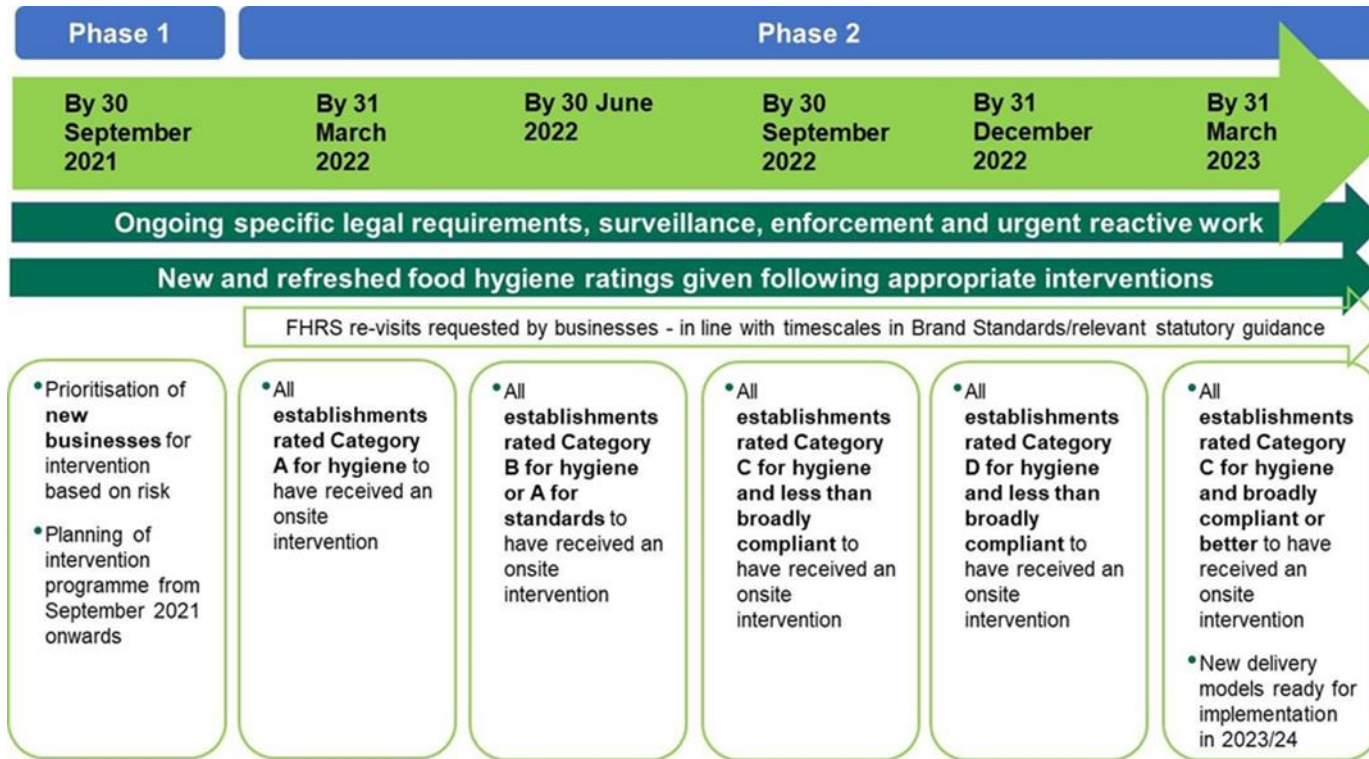 Phase 1
Phase 2
By 30
September
2021
By 31
March
2022
By 30 June
2022
By 30
September
2022
By 31
December
2022
By 31
March
2023
Ongoing specific legal requirements, surveillance, enforcement and urgent reactive work
New and refreshed food hygiene ratings given following appropriate interventions
FHRS re-visits requested by businesses - in line with timescales in Brand Standards/relevant statutory guidance
•Prioritisation of
new
businesses for
intervention
based on risk
•Planning of
intervention
programme from
September 2021
onwards
•All
establishments
rated Category
A for hygiene to
have received an
onsite
intervention
•All
establishments
rated Category
B for hygiene
or A for
standards to
have received an
onsite
intervention
•All
establishments
rated Category
C for hygiene
and less than
broadly
compliant to
have received an
onsite
intervention
•All
establishments
rated Category
D for hygiene
and less than
broadly
compliant to
have received an
onsite
intervention
•All
establishments
rated Category
C for hygiene
and broadly
compliant or
better to have
received an
onsite
intervention
•New delivery
models ready for
implementation
in 2023/24